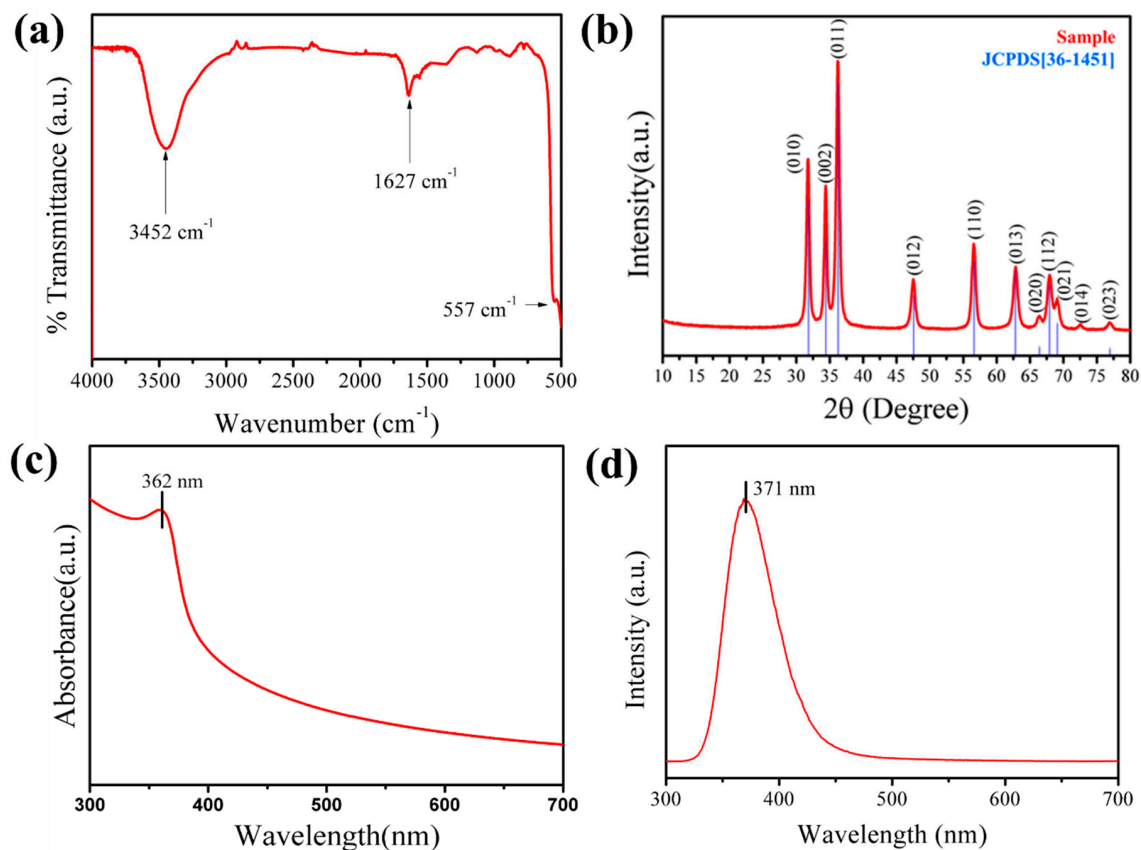 (a)
% Transmittance (a.u.)
3452 cm⁻¹
1627 cm⁻¹
557 cm⁻¹
4000 3500 3000 2500 2000 1500 1000 500
Wavenumber (cm⁻¹)
(b)
Intensity(a.u.)
Sample
JCPDS[36-1451]
(010)
(002)
(011)
(012)
(110)
(013)
(020)
(112)
(021)
(014)
(023)
10 15 20 25 30 35 40 45 50 55 60 65 70 75 80
2θ (Degree)
(c)
Absorbance(a.u.)
362 nm
300 400 500 600 700
Wavelength(nm)
(d)
Intensity (a.u.)
371 nm
300 400 500 600 700
Wavelength (nm)